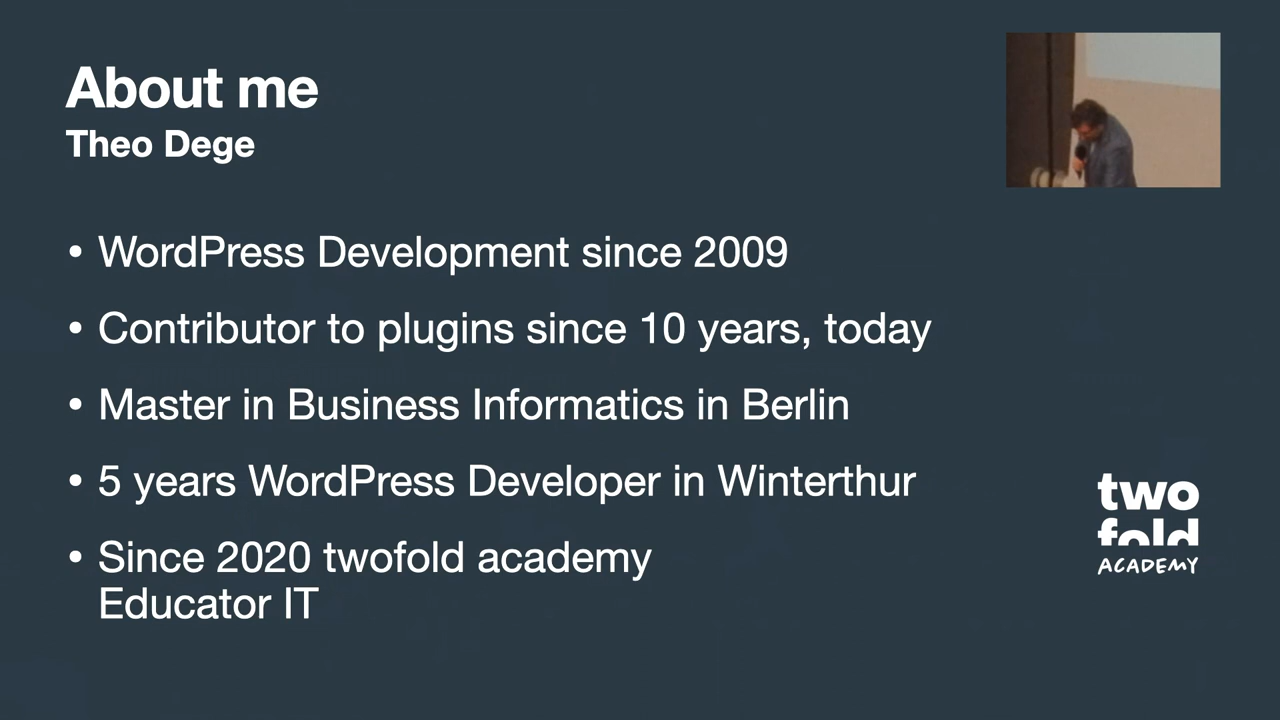 About me
Theo Dege
• WordPress Development since 2009
• Contributor to plugins since 10 years, today
• Master in Business Informatics in Berlin
• 5 years WordPress Developer in Winterthur
• Since 2020 twofold academy
Educator IT
two
fold
ACADEMY